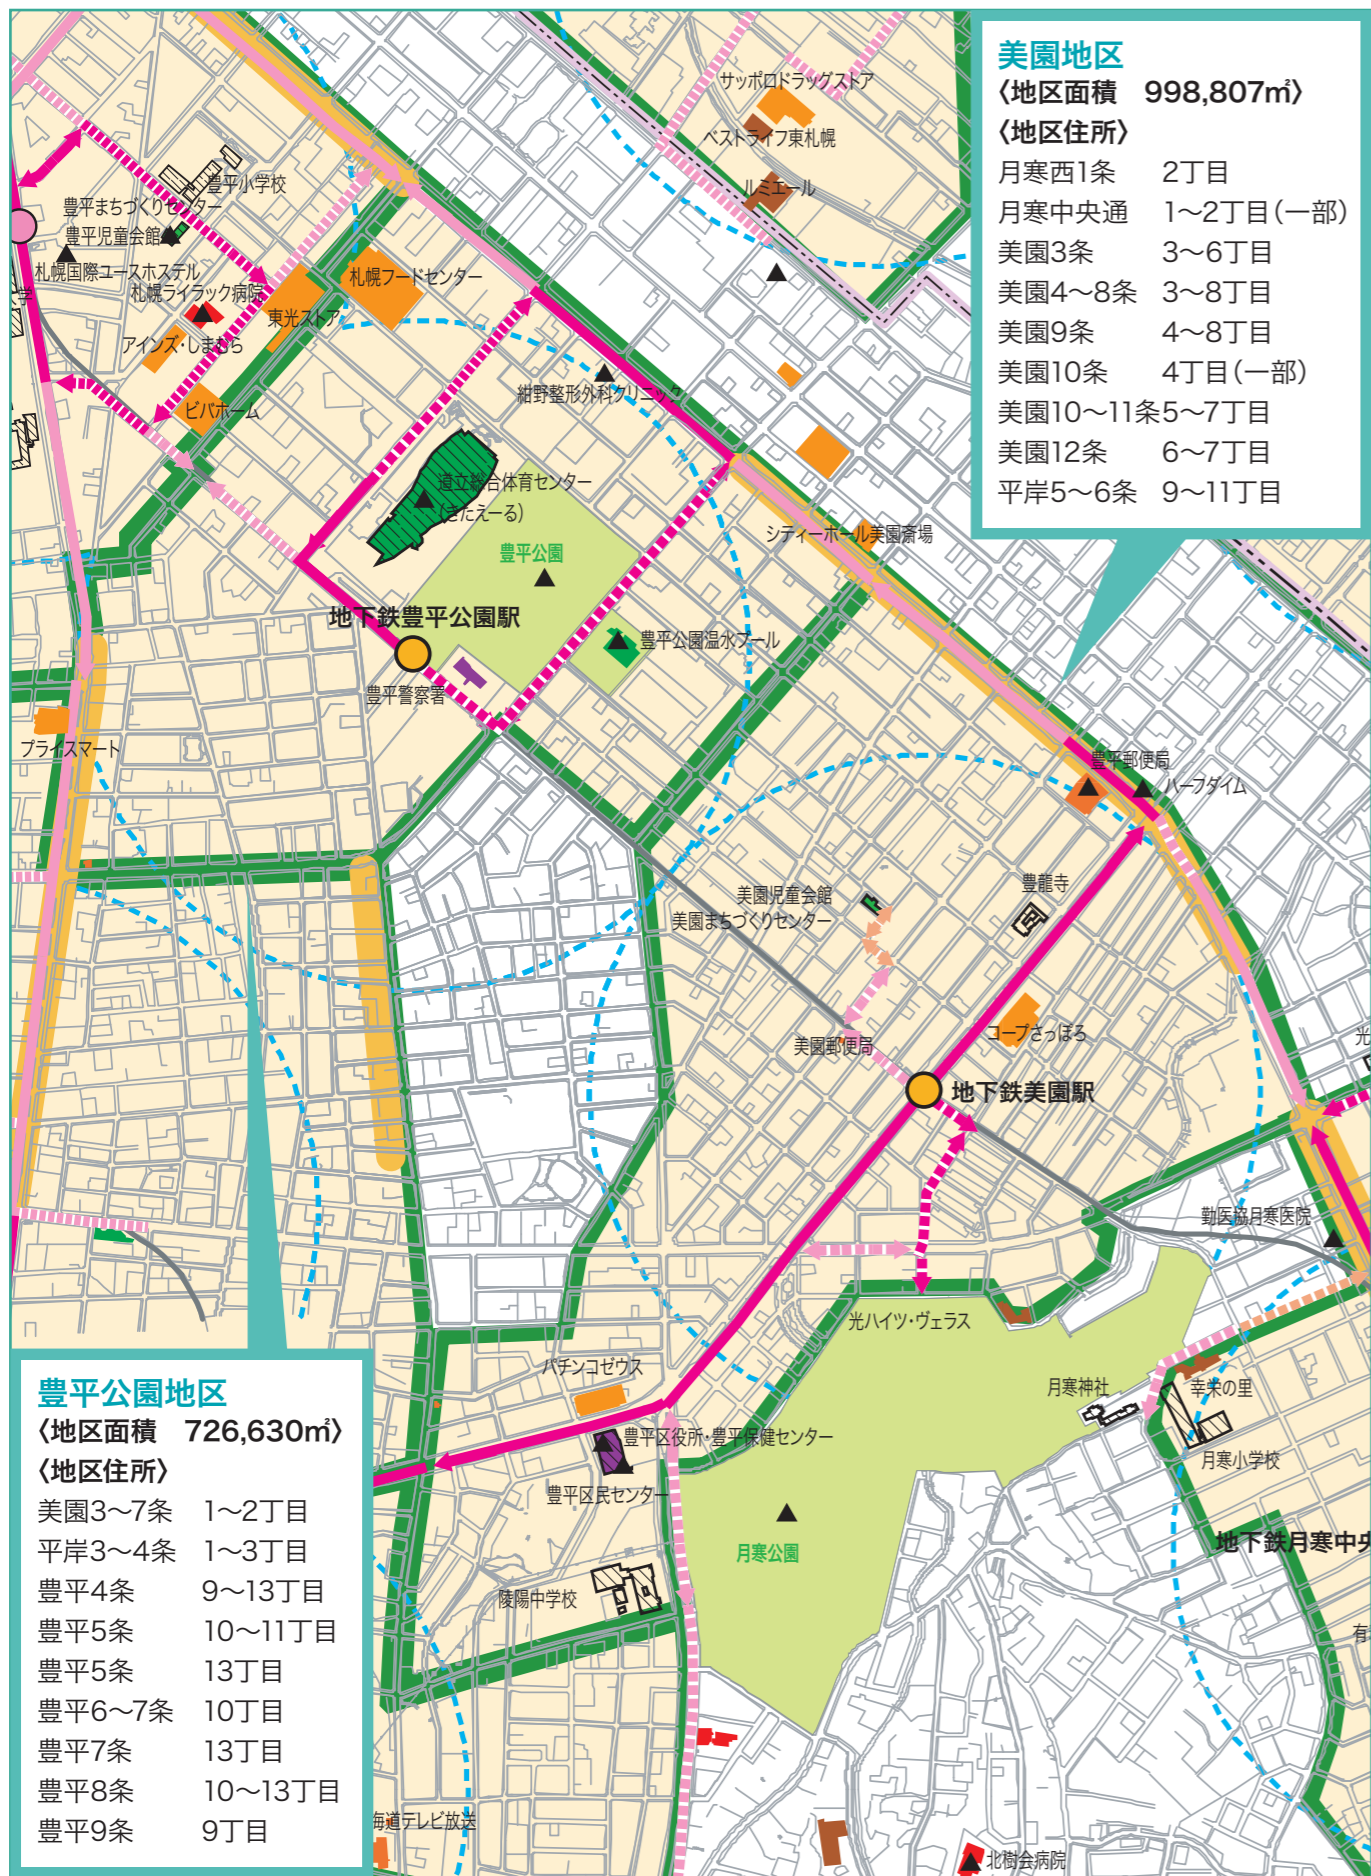 美園地区
〈地区面積　998,807㎡〉
〈地区住所〉
月寒西1条　2丁目
月寒中央通　1〜2丁目（一部）
美園3条　3〜6丁目
美園4〜8条　3〜8丁目
美園9条　4〜8丁目
美園10条　4丁目（一部）
美園10〜11条5〜7丁目
美園12条　6〜7丁目
平岸5〜6条　9〜11丁目
サッポロドラッグストア
ベストライフ東札幌
ルミエール
豊平小学校
豊平まちづくりセンター
豊平児童会館
札幌国際ユースホステル
札幌ライラック病院
学
札幌フードセンター
東光ストア
アインズ・しまむら
ビバホーム
紺野整形外科クリニック
道立総合体育センター
（きたえーる）
豊平公園
シティーホール美園斎場
地下鉄豊平公園駅
豊平公園温水プール
豊平警察署
プライスマート
豊平郵便局
ハーフタイム
美園児童会館
美園まちづくりセンター
豊龍寺
コープさっぽろ
美園郵便局
光
地下鉄美園駅
勤医協月寒医院
光ハイツ・ヴェラス
パチンコゼウス
月寒神社
幸栄の里
豊平区役所・豊平保健センター
月寒小学校
豊平区民センター
月寒公園
地下鉄月寒中央
陵陽中学校
有
海道テレビ放送
北樹会病院
豊平公園地区
〈地区面積　726,630㎡〉
〈地区住所〉
美園3〜7条　1〜2丁目
平岸3〜4条　1〜3丁目
豊平4条　9〜13丁目
豊平5条　10〜11丁目
豊平5条　13丁目
豊平6〜7条　10丁目
豊平7条　13丁目
豊平8条　10〜13丁目
豊平9条　9丁目